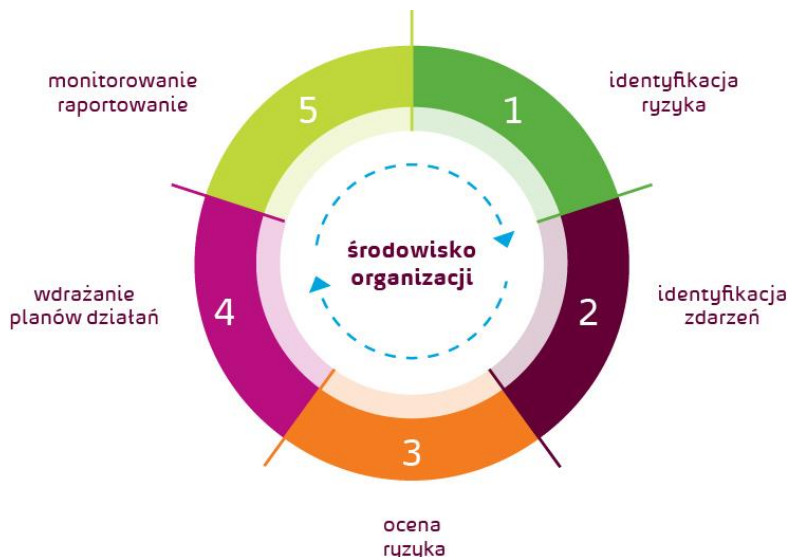 1
identyfikacja
ryzyka
2
identyfikacja
zdarzeń
3
ocena
ryzyka
4
wdrażanie
planów działań
5
monitorowanie
raportowanie
środowisko
organizacji